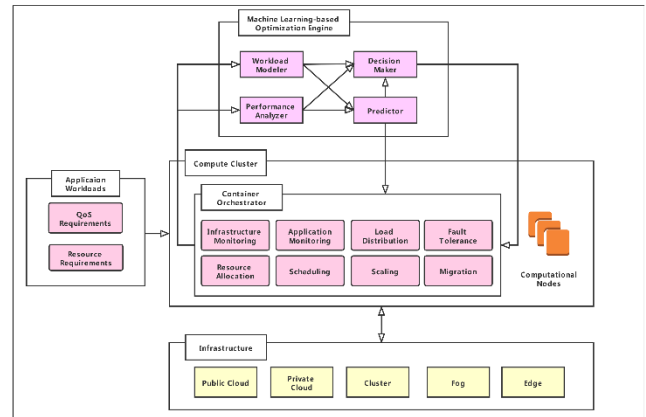 Machine Learning-based
Optimization Engine
Workload
Modeler
Decision
Maker
Performance
Analyzer
Predictor
Compute Cluster
Applicaion
Workloads
QoS
Requirements
Resource
Requirements
Container
Orchestrator
Infrastructure
Monitoring
Application
Monitoring
Load
Distribution
Fault
Tolerance
Resource
Allocation
Scheduling
Scaling
Migration
Computational
Nodes
Infrastructure
Public Cloud
Private
Cloud
Cluster
Fog
Edge